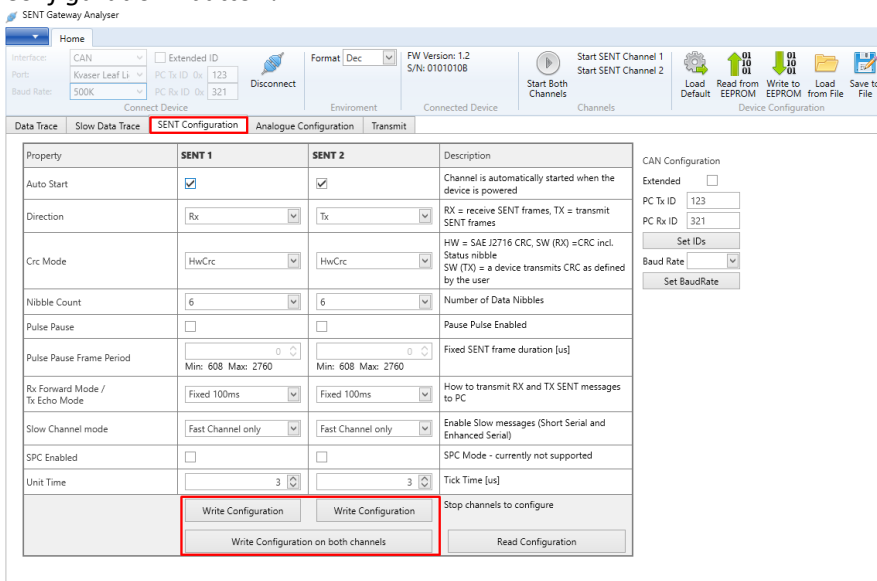 SENT Gateway Analyser
Home
Interface: CAN Extended ID Format Dec FW Version: 1.2 Start SENT Channel 1
Port: Kvaser Leaf Li PC Tx ID 0x 123 S/N: 0101010B Start SENT Channel 2
Baud Rate: 500K PC Rx ID 0x 321 Disconnect Start Both Channels Load Default Read from EEPROM Write to EEPROM Load from File Save to File
Connect Device Enviroment Connected Device Channels Device Configuration
Data Trace Slow Data Trace SENT Configuration Analogue Configuration Transmit
Property SENT 1 SENT 2 Description
Auto Start Channel is automatically started when the
device is powered
Direction Rx Tx RX = receive SENT frames, TX = transmit
SENT frames
Crc Mode HwCrc HwCrc HW = SAE J2716 CRC, SW (RX) =CRC incl.
Status nibble
SW (TX) = a device transmits CRC as defined
by the user
Nibble Count 6 6 Number of Data Nibbles
Pulse Pause Pause Pulse Enabled
Pulse Pause Frame Period 0 0 Fixed SENT frame duration [us]
Min: 608 Max: 2760 Min: 608 Max: 2760
Rx Forward Mode /
Tx Echo Mode Fixed 100ms Fixed 100ms How to transmit RX and TX SENT messages
to PC
Slow Channel mode Fast Channel only Fast Channel only Enable Slow messages (Short Serial and
Enhanced Serial)
SPC Enabled SPC Mode - currently not supported
Unit Time 3 3 Tick Time [us]
Write Configuration Write Configuration Stop channels to configure
Write Configuration on both channels Read Configuration
CAN Configuration
Extended
PC Tx ID 123
PC Rx ID 321
Set IDs
Baud Rate
Set BaudRate